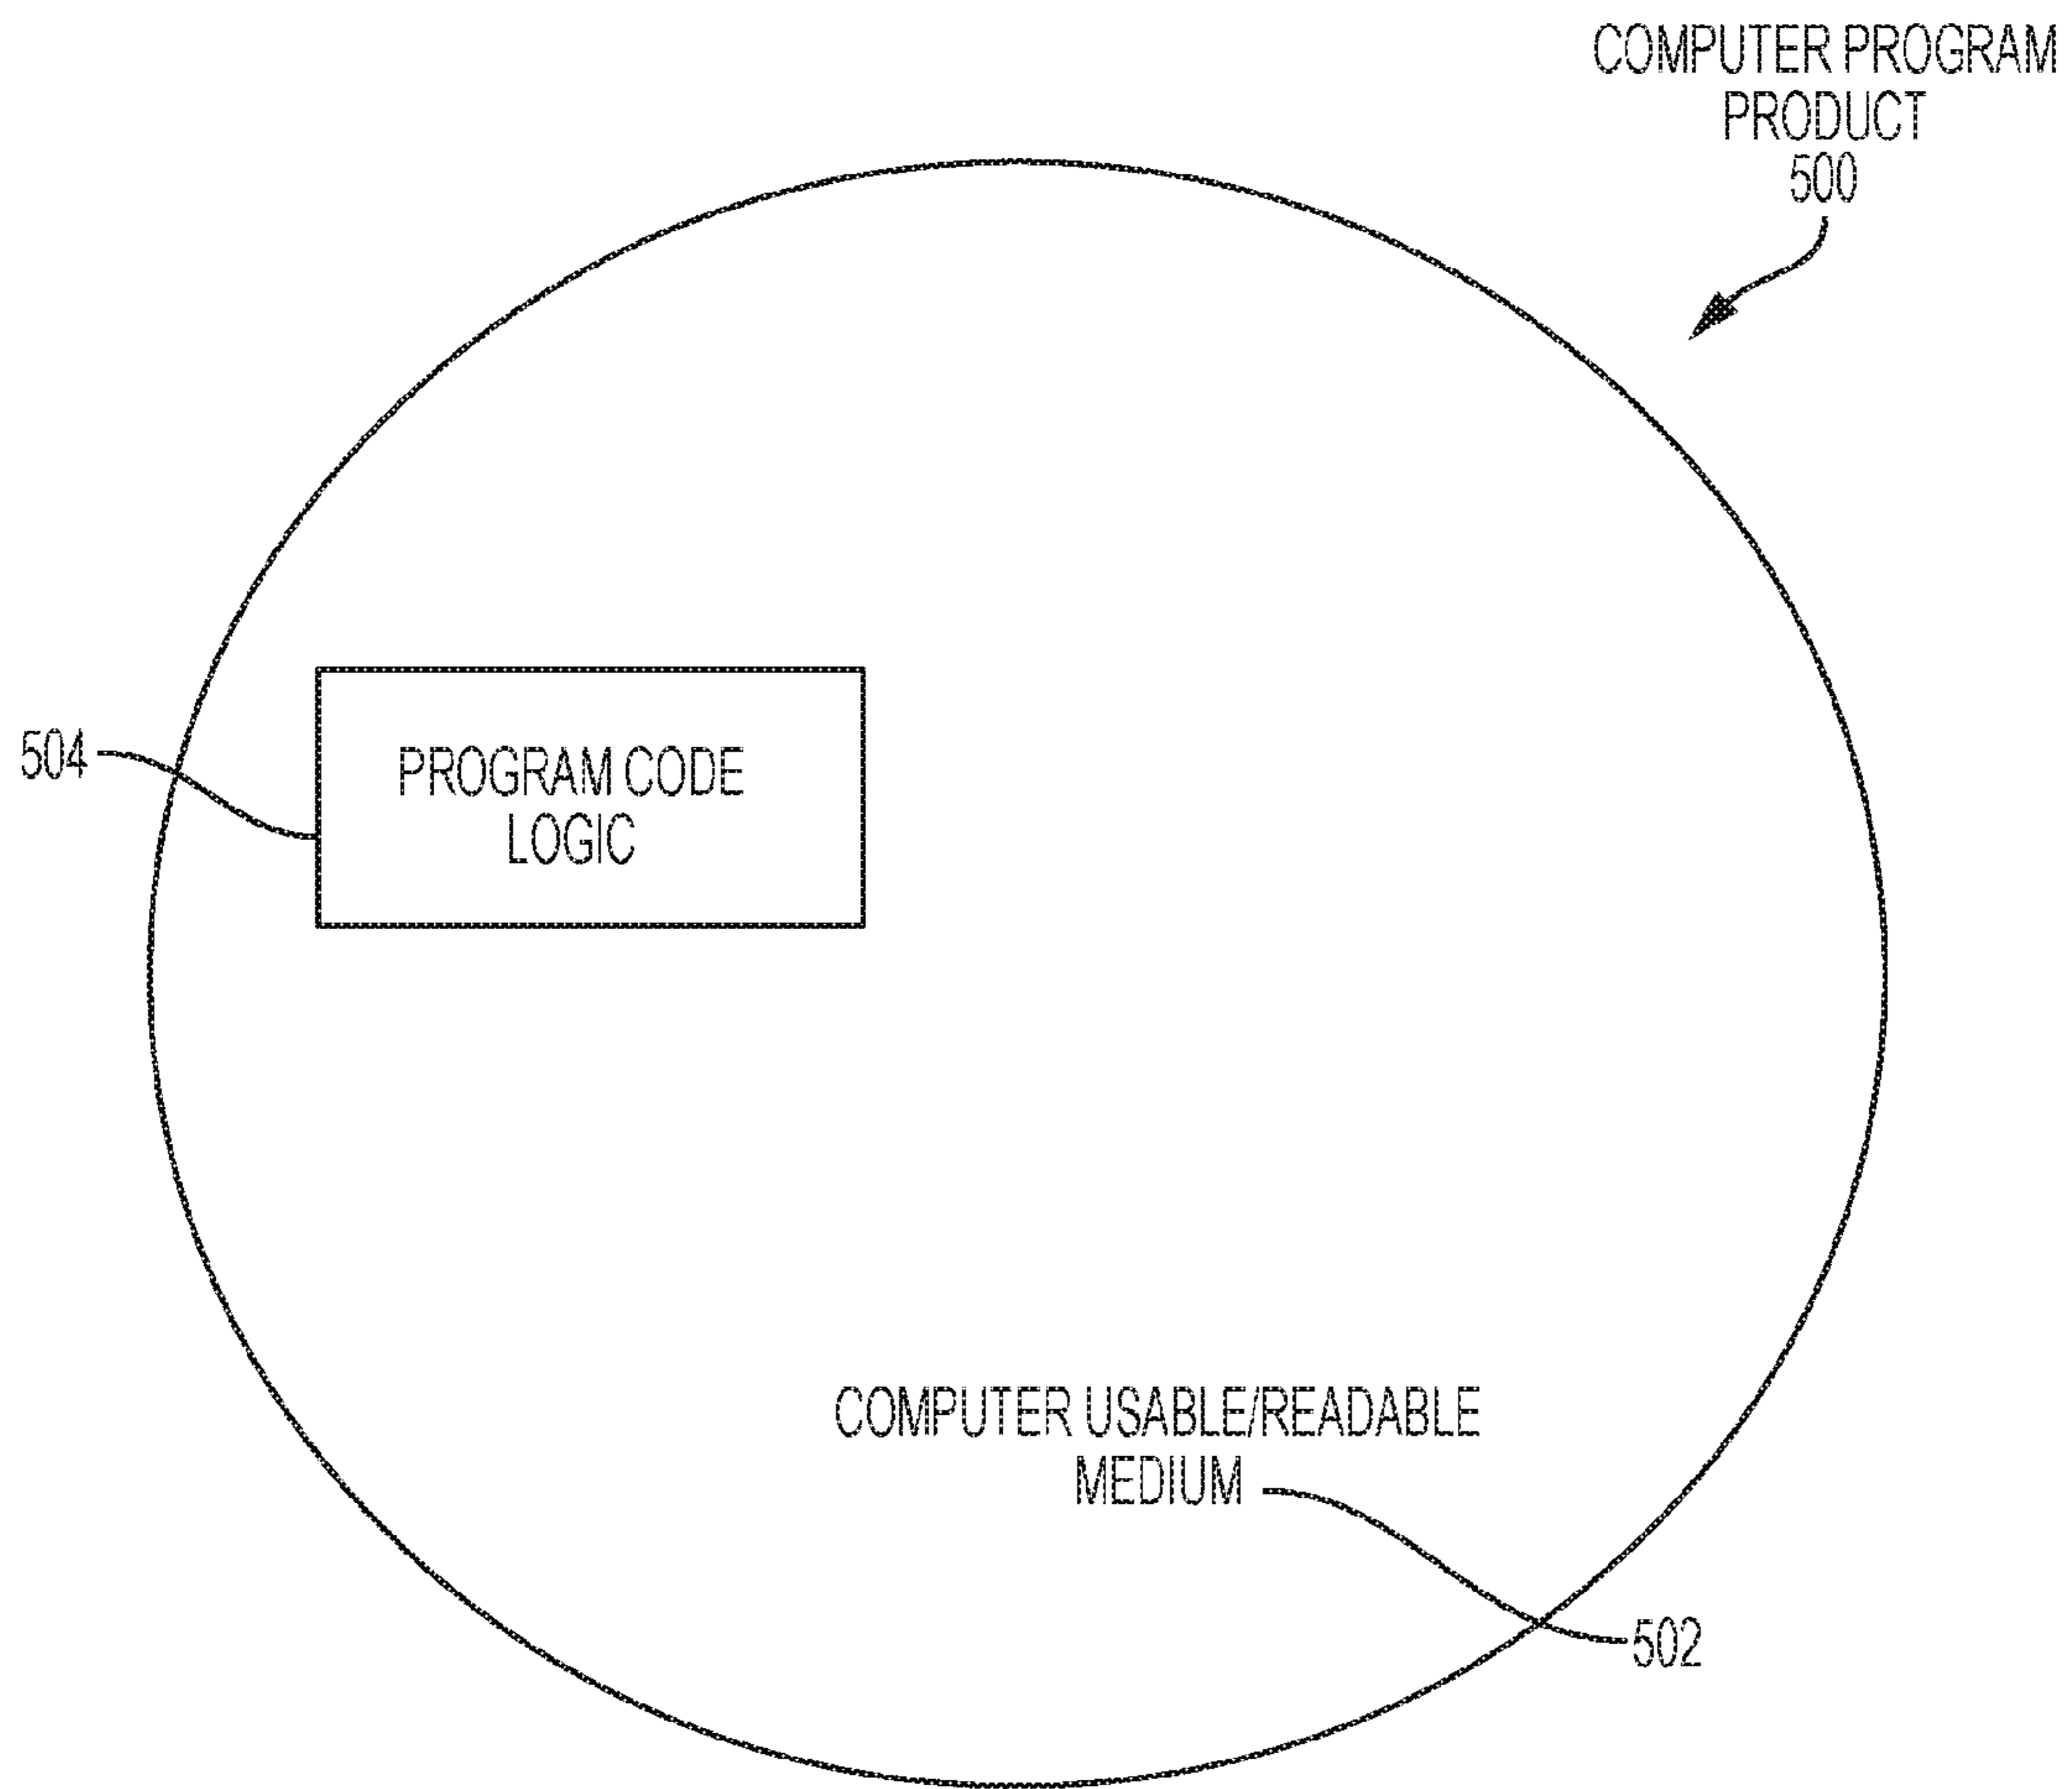 COMPUTER PROGRAM
PRODUCT
500
504
PROGRAM CODE
LOGIC
COMPUTER USABLE/READABLE
MEDIUM
502